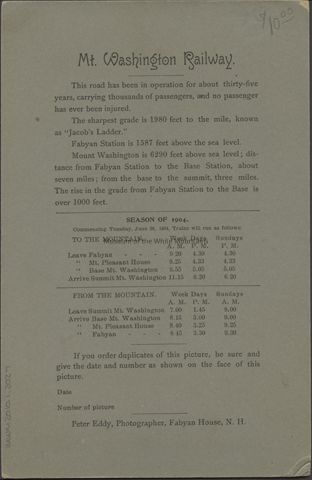 $10.00
Mt. Washington Railway.
This road has been in operation for about thirty-five
years, carrying thousands of passengers, and no passenger
has ever been injured.
The sharpest grade is 1980 feet to the mile, known
as "Jacob's Ladder."
Fabyan Station is 1587 feet above the sea level.
Mount Washington is 6290 feet above sea level; dis-
tance from Fabyan Station to the Base Station, about
seven miles; from the base to the summit, three miles.
The rise in the grade from Fabyan Station to the Base is
over 1000 feet.
SEASON OF 1904.
Commencing Tuesday, June 28, 1904, Trains will run as follows:
TO THE MOUNTAIN. Week Days Sundays
Museum of the White Mountains
A. M. P. M. P. M.
Leave Fabyan - - - 9.20 4.30 4.30
" Mt. Pleasant House 9.25 4.33 4.33
" Base Mt. Washington 9.55 5.05 5.05
Arrive Summit Mt. Washington 11.15 6.20 6.20
FROM THE MOUNTAIN. Week Days Sundays
A. M. P. M. P. M.
Leave Summit Mt. Washington 7.00 1.45 8.00
Arrive Base Mt. Washington 8.15 3.00 9.00
" Mt. Pleasant House 8.40 3.25 9.25
" Fabyan - - - 8.45 3.30 9.30
If you order duplicates of this picture, be sure and
give the date and number as shown on the face of this
picture.
Date
Number of picture
Peter Eddy, Photographer, Fabyan House, N. H.